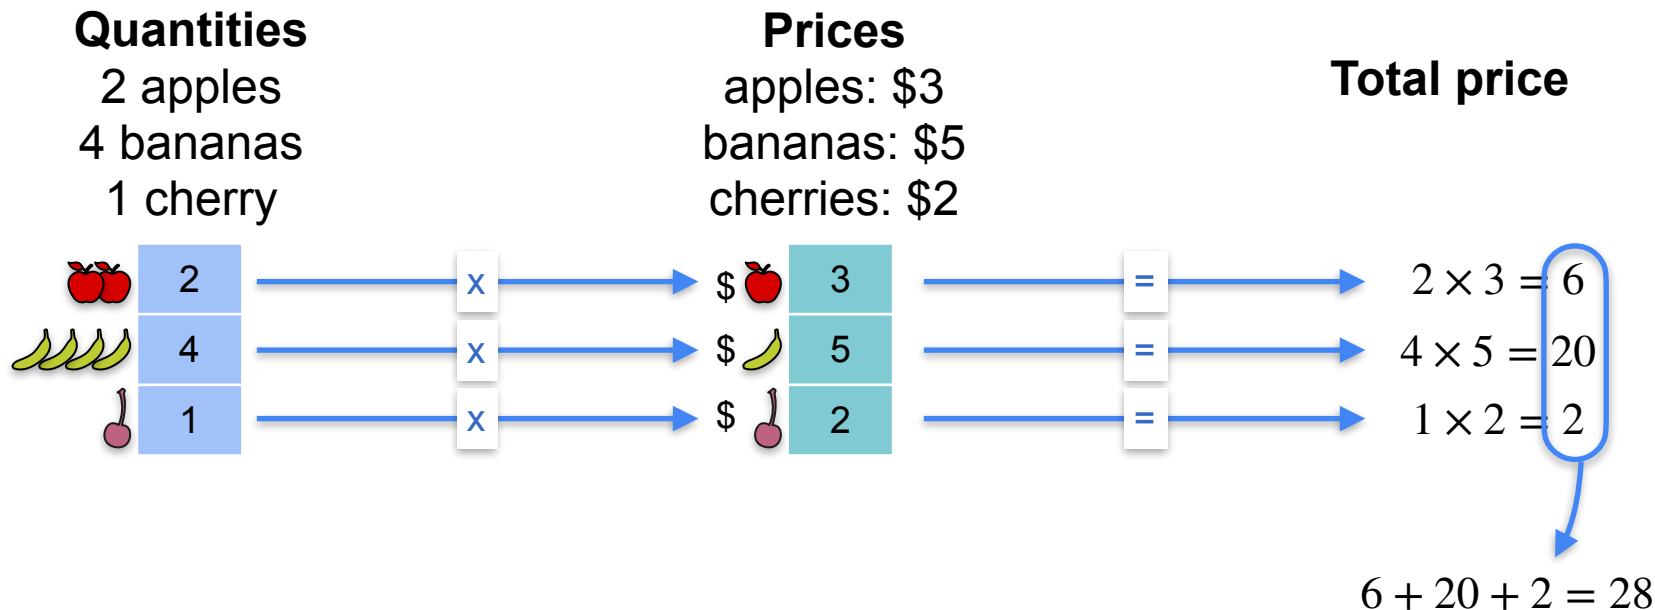 Quantities
2 apples
4 bananas
1 cherry
Prices
apples: $3
bananas: $5
cherries: $2
Total price
2 x $ 3 = 2 × 3 = 6
4 x $ 5 = 4 × 5 = 20
1 x $ 2 = 1 × 2 = 2
6 + 20 + 2 = 28